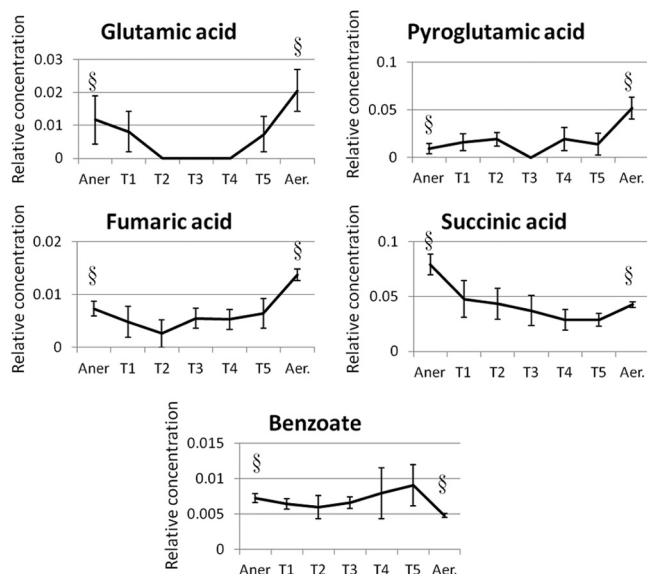 Glutamic acid
Relative concentration
0.03
0.02
0.01
0
§
§
Aner T1 T2 T3 T4 T5 Aer.
Pyroglutamic acid
Relative concentration
0.1
0.05
0
§
§
Aner T1 T2 T3 T4 T5 Aer.
Fumaric acid
Relative concentration
0.02
0.01
0
§
§
Aner T1 T2 T3 T4 T5 Aer.
Succinic acid
Relative concentration
0.1
0.05
0
§
§
Aner T1 T2 T3 T4 T5 Aer.
Benzoate
Relative concentration
0.015
0.01
0.005
0
§
§
Aner T1 T2 T3 T4 T5 Aer.